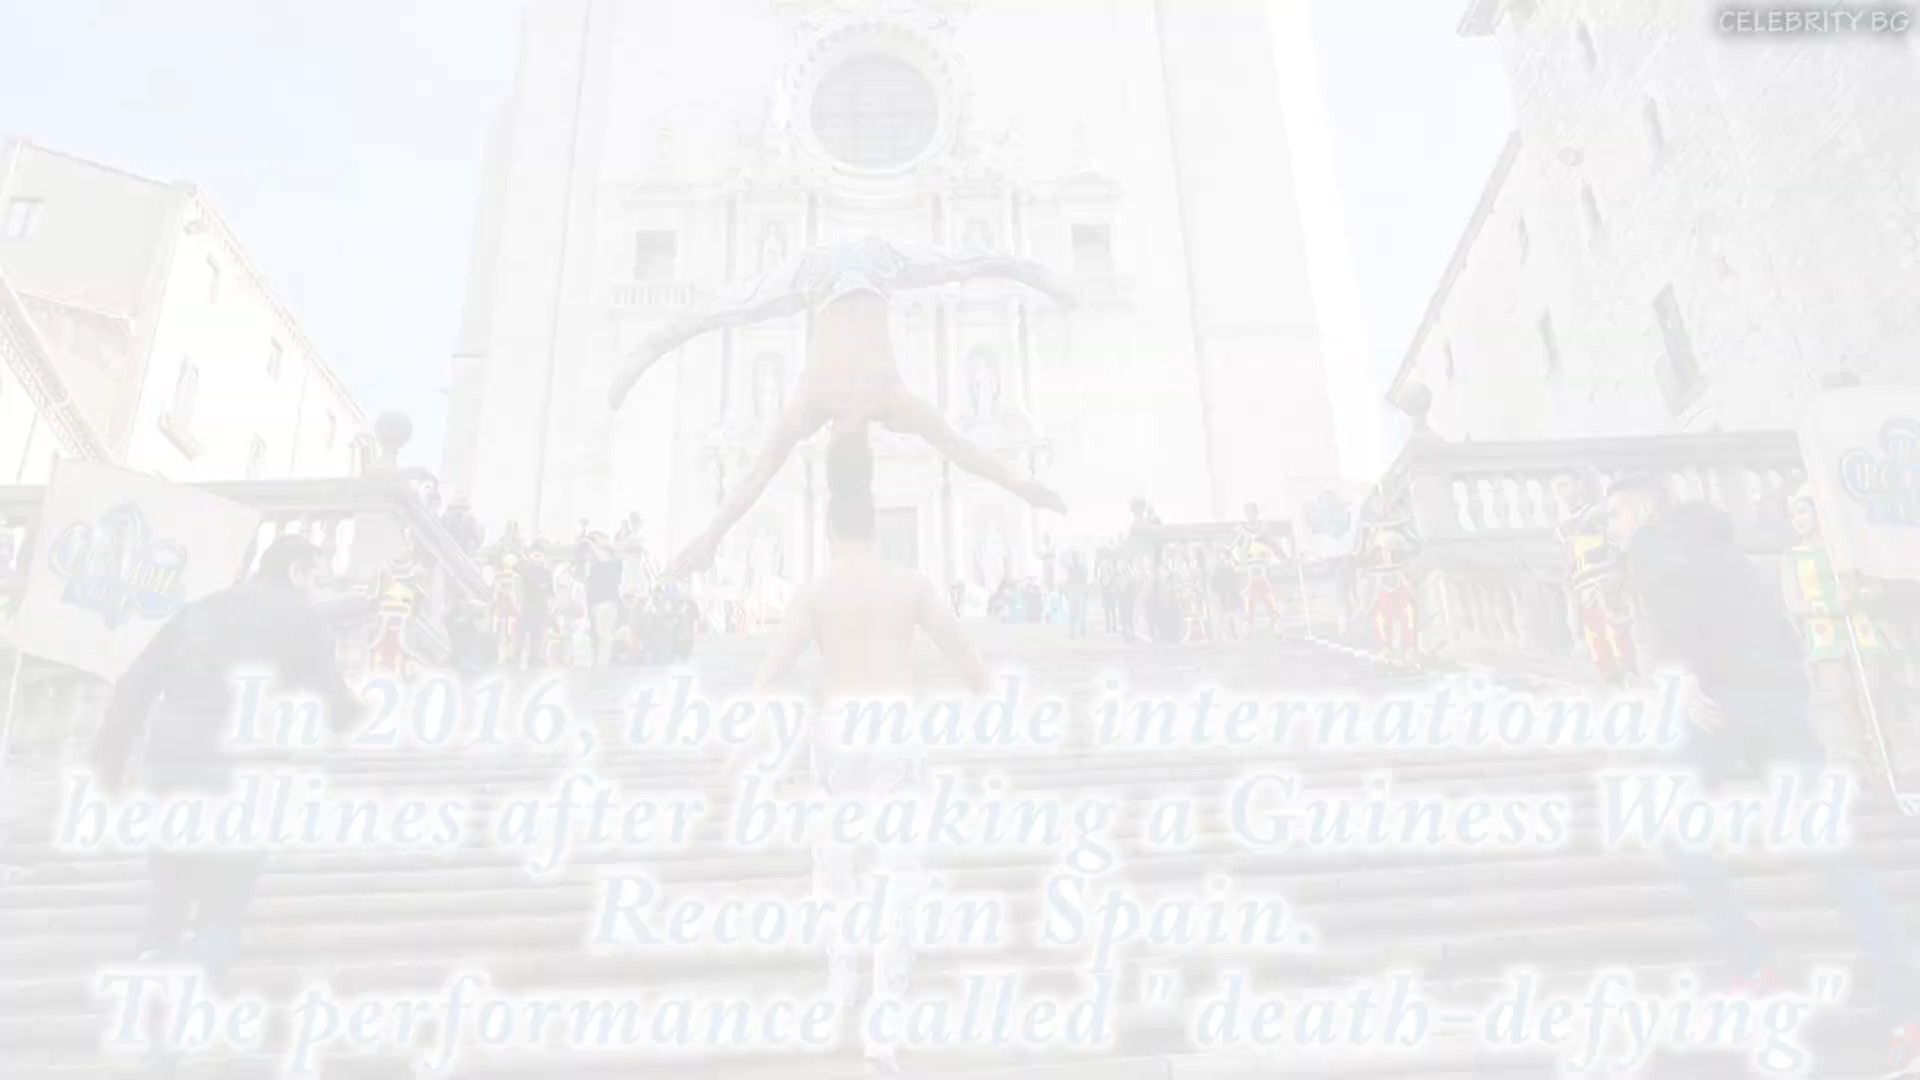 CELEBRITY BG
In 2016, they made international
headlines after breaking a Guiness World
Record in Spain.
The performance called "death-defying"